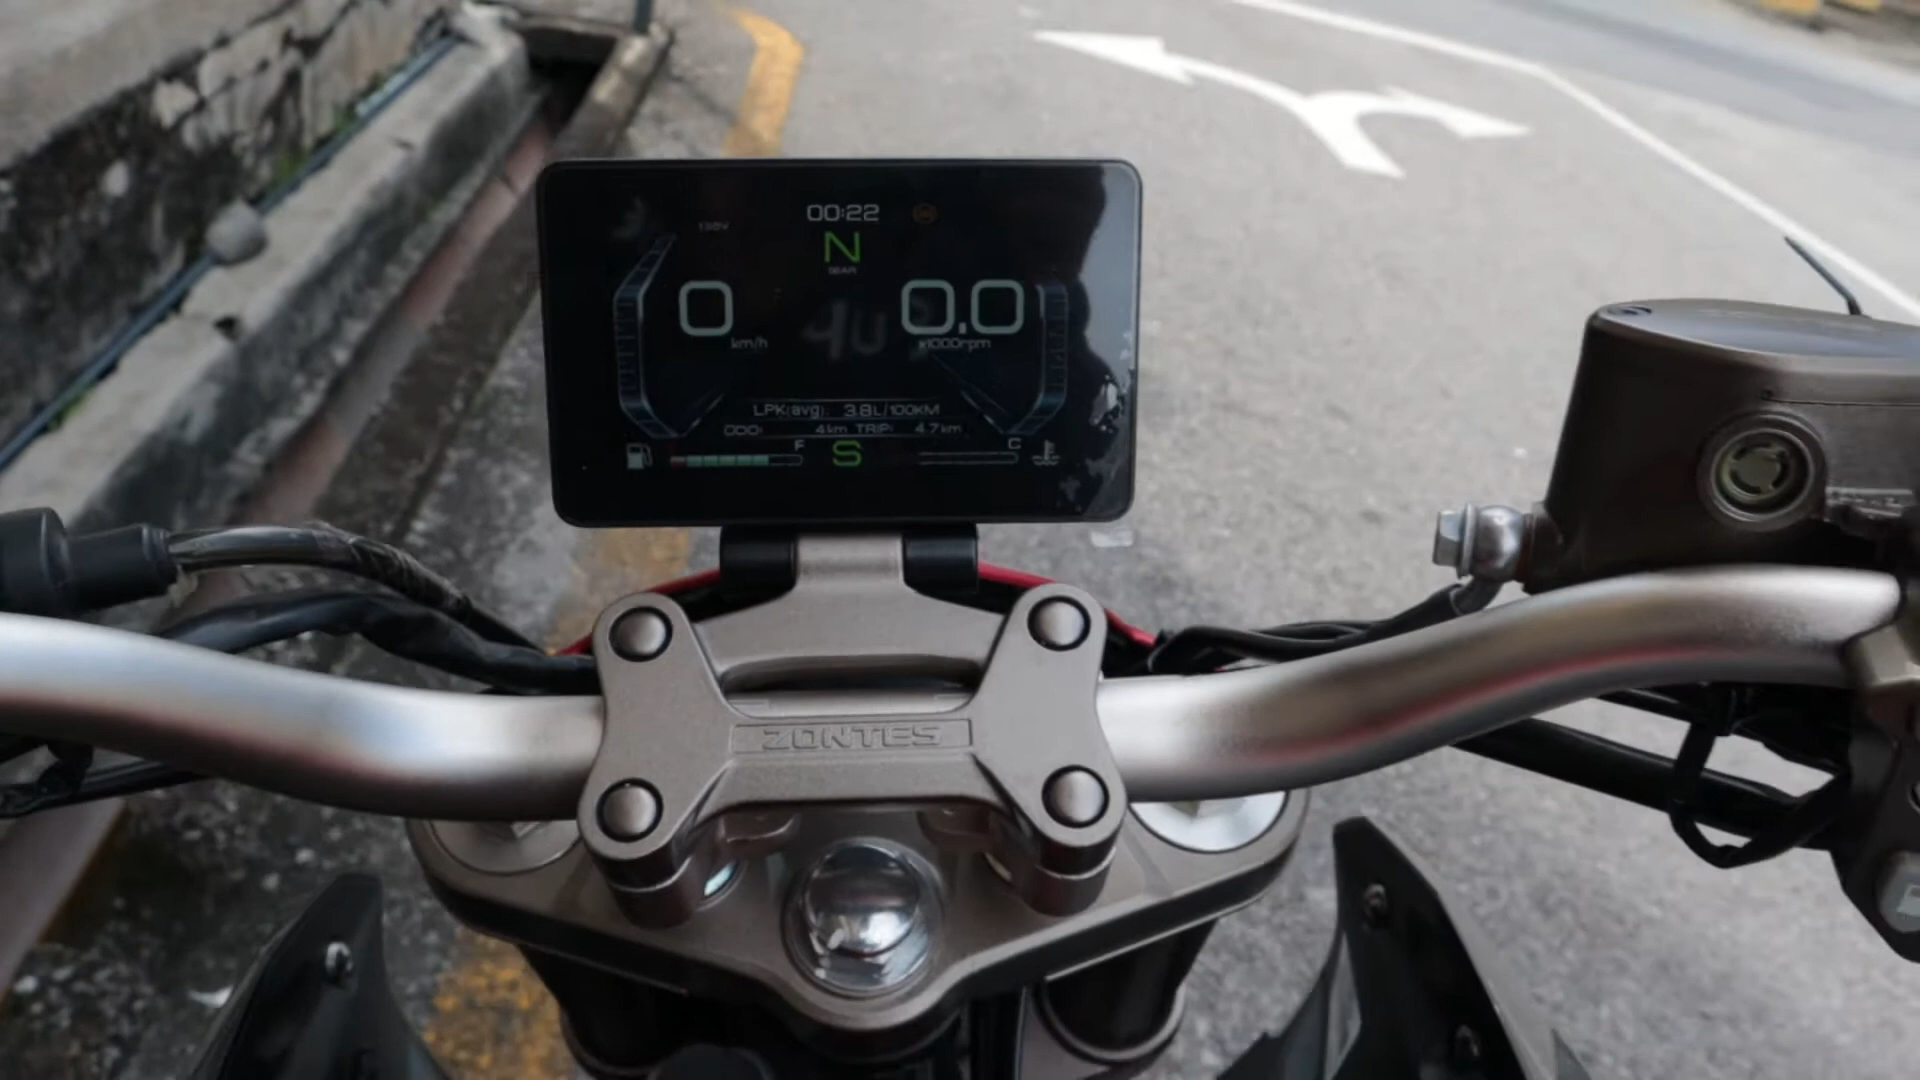 00:22
N
GEAR
0
km/h
0.0
x1000rpm
LPK(avg): 3.8L/100KM
ODO: 4km TRIP: 4.7km
F
S
C
ZONTES